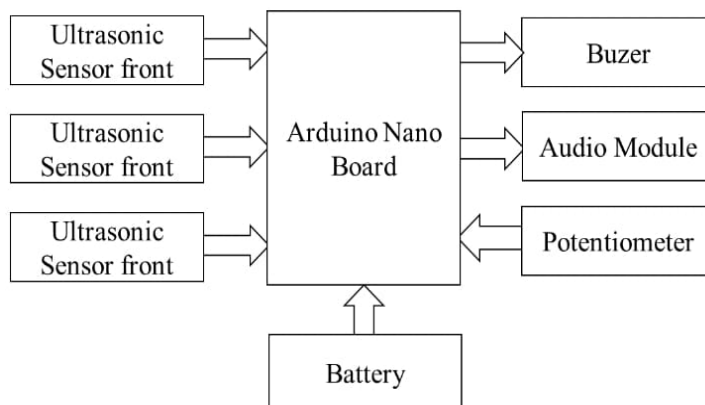 Ultrasonic
Sensor front
Buzer
Ultrasonic
Sensor front
Arduino Nano
Board
Audio Module
Ultrasonic
Sensor front
Potentiometer
Battery